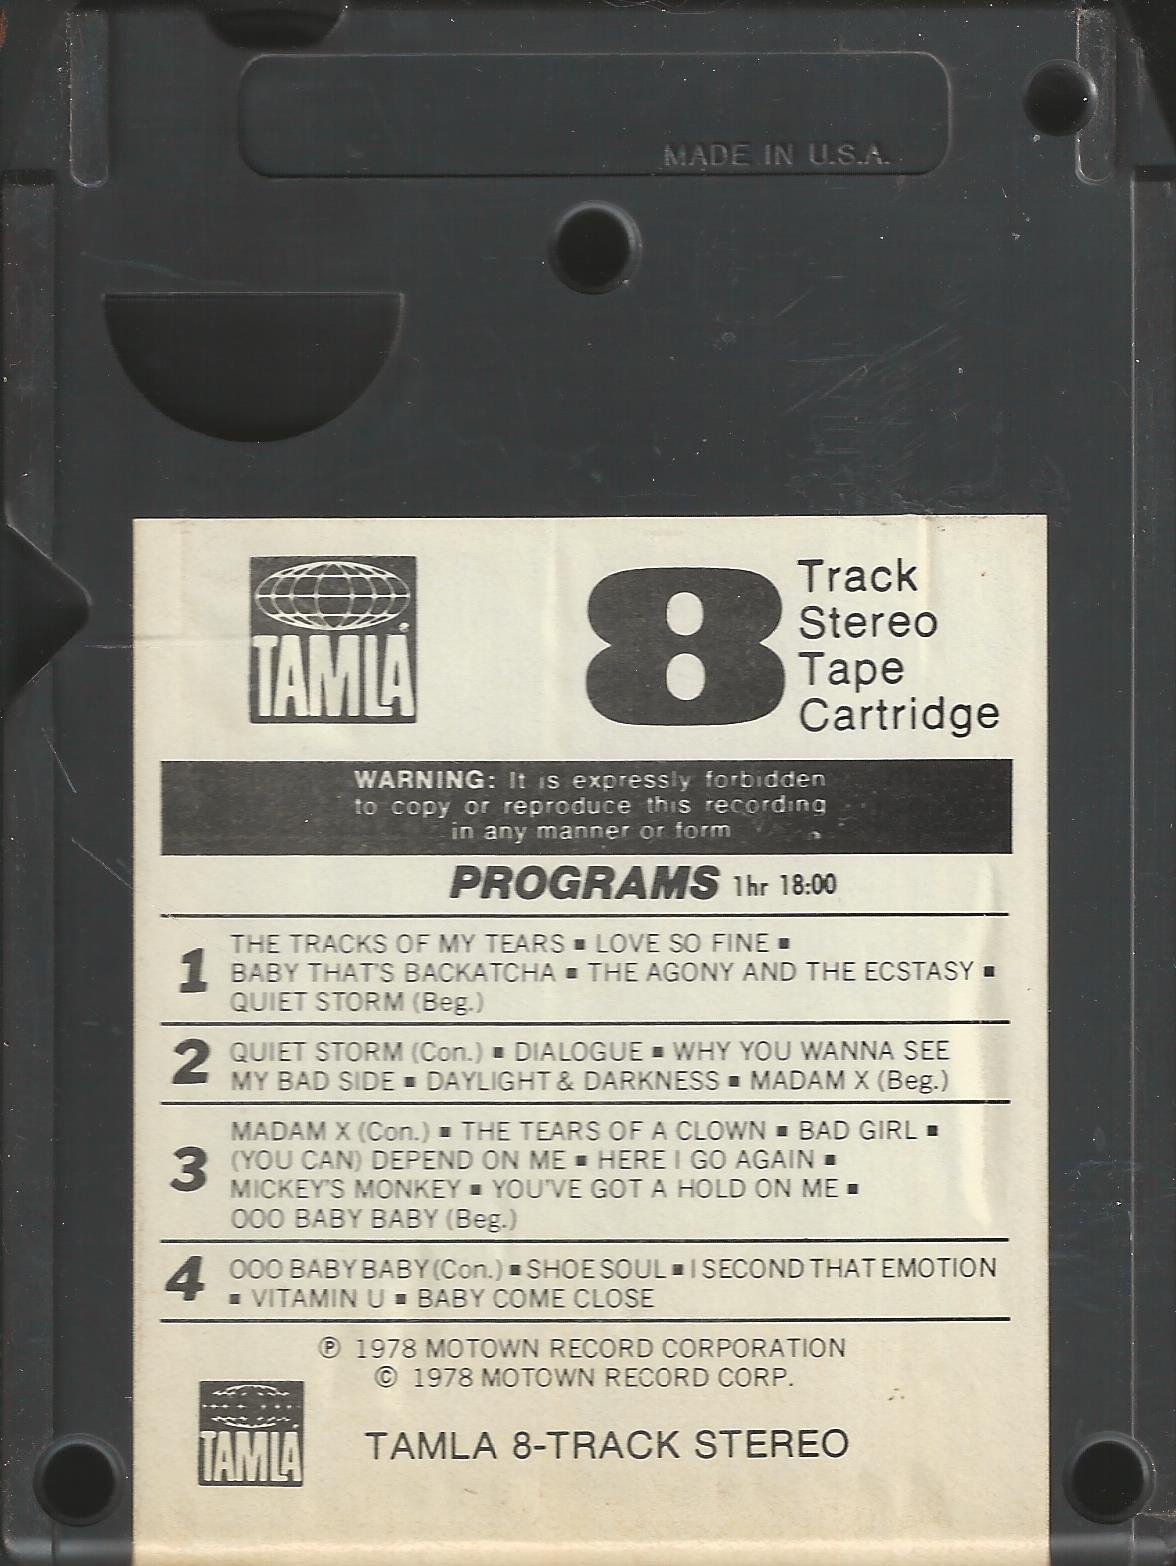 MADE IN U.S.A.
TAMLA
8
Track
Stereo
Tape
Cartridge
WARNING: It is expressly forbidden
to copy or reproduce this recording
in any manner or form
PROGRAMS 1hr 18:00
1
THE TRACKS OF MY TEARS ■ LOVE SO FINE ■
BABY THAT'S BACKATCHA ■ THE AGONY AND THE ECSTASY ■
QUIET STORM (Beg.)
2
QUIET STORM (Con.) ■ DIALOGUE ■ WHY YOU WANNA SEE
MY BAD SIDE ■ DAYLIGHT & DARKNESS ■ MADAM X (Beg.)
3
MADAM X (Con.) ■ THE TEARS OF A CLOWN ■ BAD GIRL ■
(YOU CAN) DEPEND ON ME ■ HERE I GO AGAIN ■
MICKEY'S MONKEY ■ YOU'VE GOT A HOLD ON ME ■
OOO BABY BABY (Beg.)
4
OOO BABY BABY (Con.) ■ SHOE SOUL ■ I SECOND THAT EMOTION
■ VITAMIN U ■ BABY COME CLOSE
℗ 1978 MOTOWN RECORD CORPORATION
© 1978 MOTOWN RECORD CORP.
TAMLA
TAMLA 8-TRACK STEREO